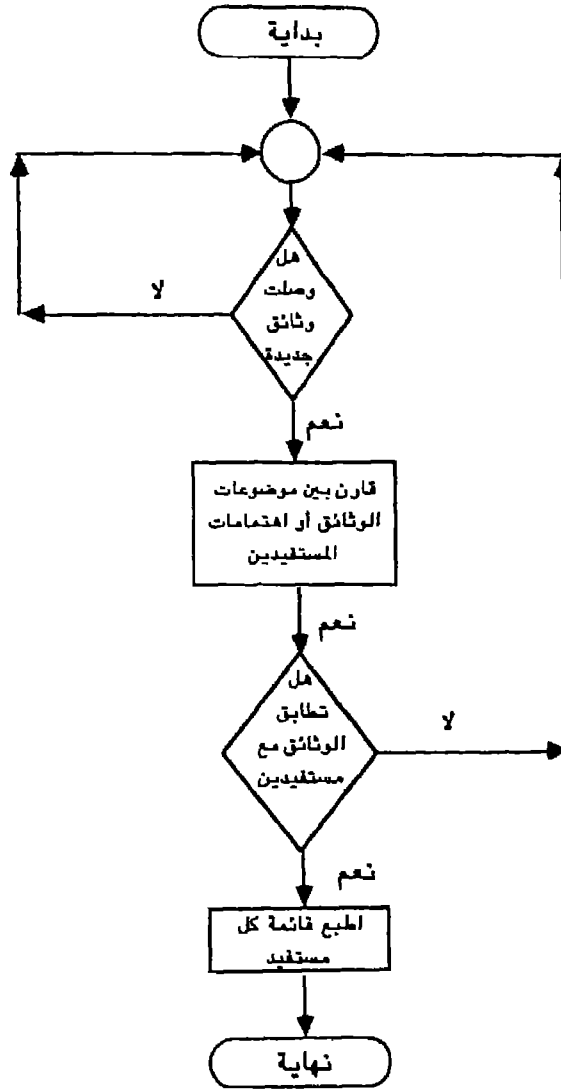 بداية
هل
وصلت
وثائق
جديدة
لا
نعم
قارن بين موضوعات
الوثائق أو اهتمامات
المستفيدين
نعم
هل
تطابق
الوثائق مع
مستفيدين
لا
نعم
اطبع قائمة كل
مستفيد
نهاية